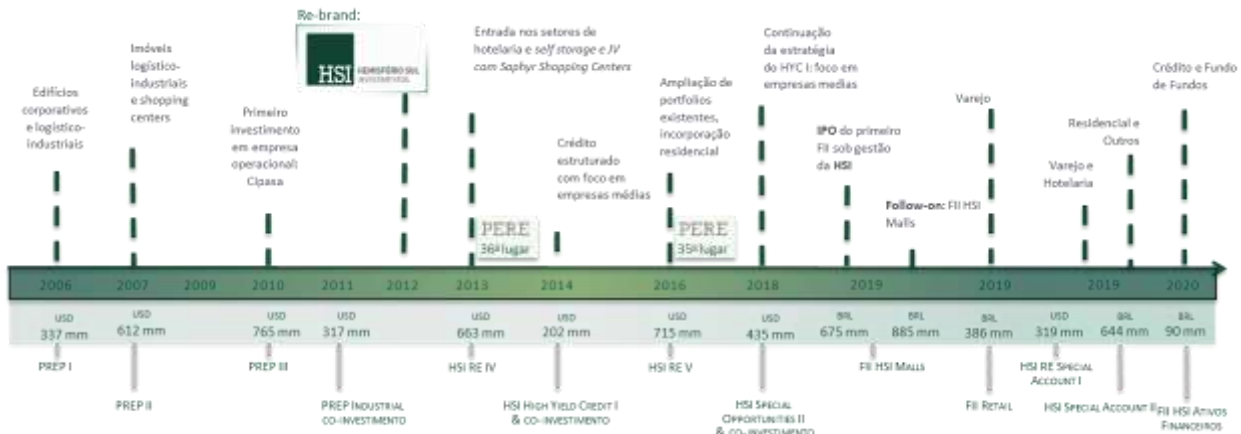 Re-brand:
HSI HEMISFÉRIO SUL
INVESTIMENTOS
Edifícios
corporativos
e logístico-
industriais
Imóveis
logístico-
industriais
e shopping
centers
Primeiro
investimento
em empresa
operacional:
Cipasa
Entrada nos setores de
hotelaria e self storage e JV
com Saphyr Shopping Centers
Crédito
estruturado
com foco em
empresas médias
Ampliação de
portfolios
existentes,
incorporação
residencial
Continuação
da estratégia
do HYC I: foco em
empresas medias
IPO do primeiro
FII sob gestão
da HSI
Follow-on: FII HSI
Malls
Varejo
Varejo e
Hotelaria
Residencial e
Outros
Crédito e Fundo
de Fundos
PERE
36º lugar
PERE
35º lugar
2006 2007 2009 2010 2011 2012 2013 2014 2016 2018 2019 2019 2019 2020
USD USD USD USD USD USD USD USD BRL BRL BRL USD BRL BRL
337 mm 612 mm 765 mm 317 mm 663 mm 202 mm 715 mm 435 mm 675 mm 885 mm 386 mm 319 mm 644 mm 90 mm
PREP I
PREP II
PREP III
PREP INDUSTRIAL
CO-INVESTIMENTO
HSI RE IV
HSI HIGH YIELD CREDIT I
& CO-INVESTIMENTO
HSI RE V
HSI SPECIAL
OPPORTUNITIES II
& CO-INVESTIMENTO
FII HSI MALLS
FII RETAIL
HSI RE SPECIAL
ACCOUNT I
HSI SPECIAL ACCOUNT II
FII HSI ATIVOS
FINANCEIROS